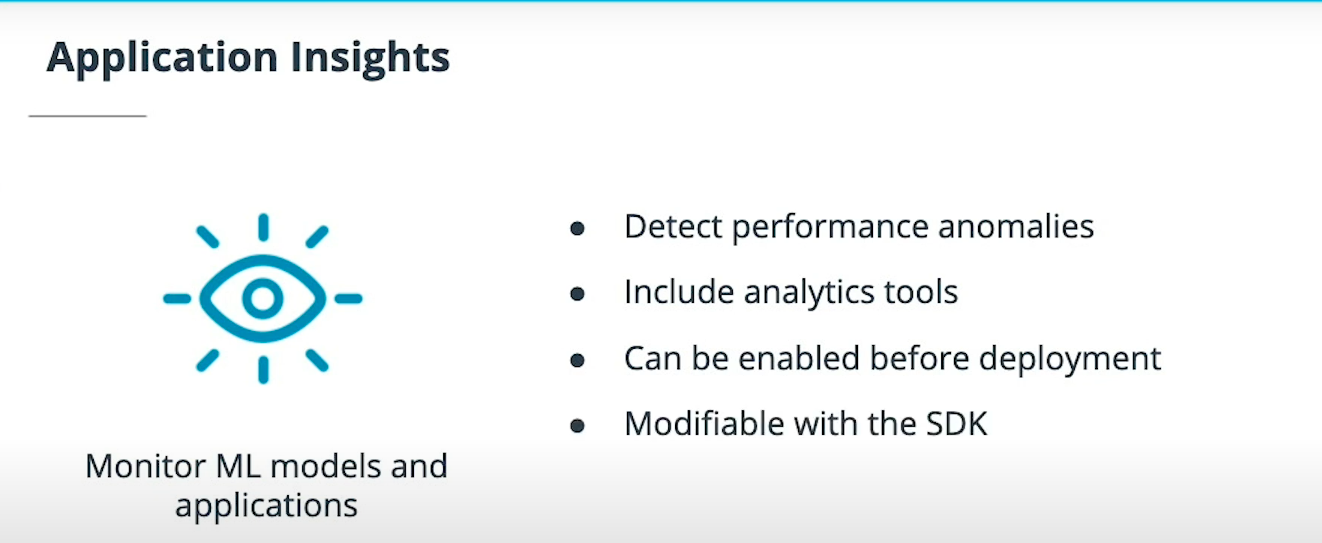 Application Insights
Detect performance anomalies
Include analytics tools
Can be enabled before deployment
Modifiable with the SDK
Monitor ML models and
applications